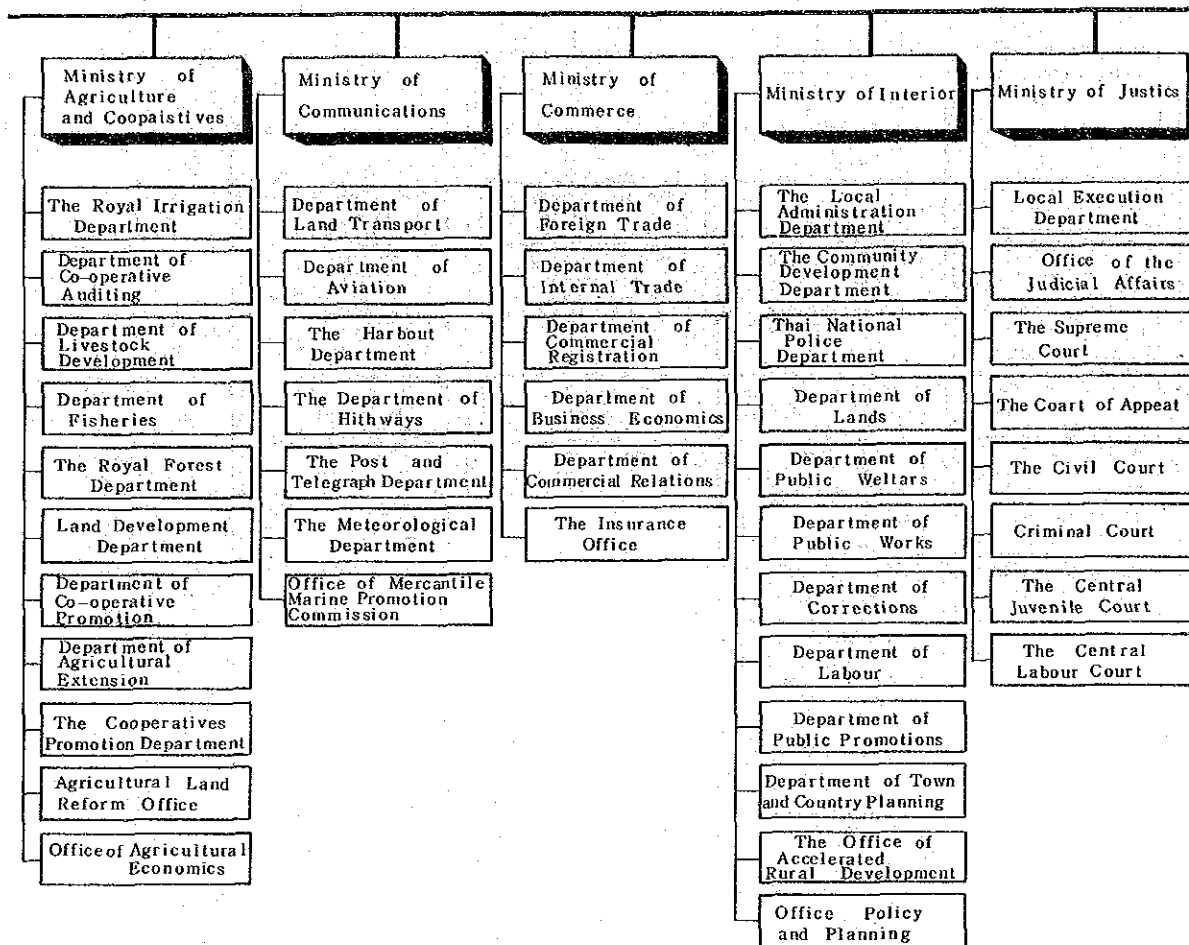 Ministry of
Agriculture
and Coopaistives
The Royal Irrigation
Department
Department of
Co-operative
Auditing
Department of
Livestock
Development
Department of
Fisheries
The Royal Forest
Department
Land Development
Department
Department of
Co-operative
Promotion
Department of
Agricultural
Extension
The Cooperatives
Promotion Department
Agricultural Land
Reform Office
Office of Agricultural
Economics
Ministry of
Communications
Department of
Land Transport
Department of
Aviation
The Harbout
Department
The Department of
Hithways
The Post and
Telegraph Department
The Meteorological
Department
Office of Mercantile
Marine Promotion
Commission
Ministry of
Commerce
Department of
Foreign Trade
Department of
Internal Trade
Department of
Commercial
Registration
Department of
Business Economics
Department of
Commercial Relations
The Insurance
Office
Ministry of Interior
The Local
Administration
Department
The Community
Development
Department
Thai National
Police
Department
Department of
Lands
Department of
Public Weltars
Department of
Public Works
Department of
Corrections
Department of
Labour
Department of
Public Promotions
Department of Town
and Country Planning
The Office of
Accelerated
Rural Development
Office Policy
and Planning
Ministry of Justics
Local Execution
Department
Office of the
Judicial Affairs
The Supreme
Court
The Coart of Appeat
The Civil Court
Criminal Court
The Central
Juvenile Court
The Central
Labour Court